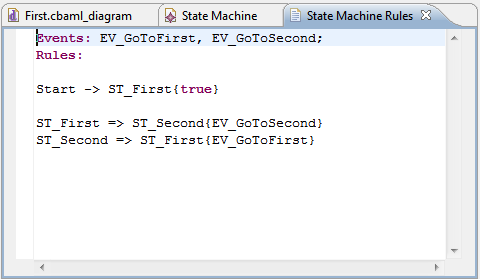 First.cbaml_diagram State Machine State Machine Rules
Events: EV_GoToFirst, EV_GoToSecond;
Rules:
Start -> ST_First{true}
ST_First => ST_Second{EV_GoToSecond}
ST_Second => ST_First{EV_GoToFirst}